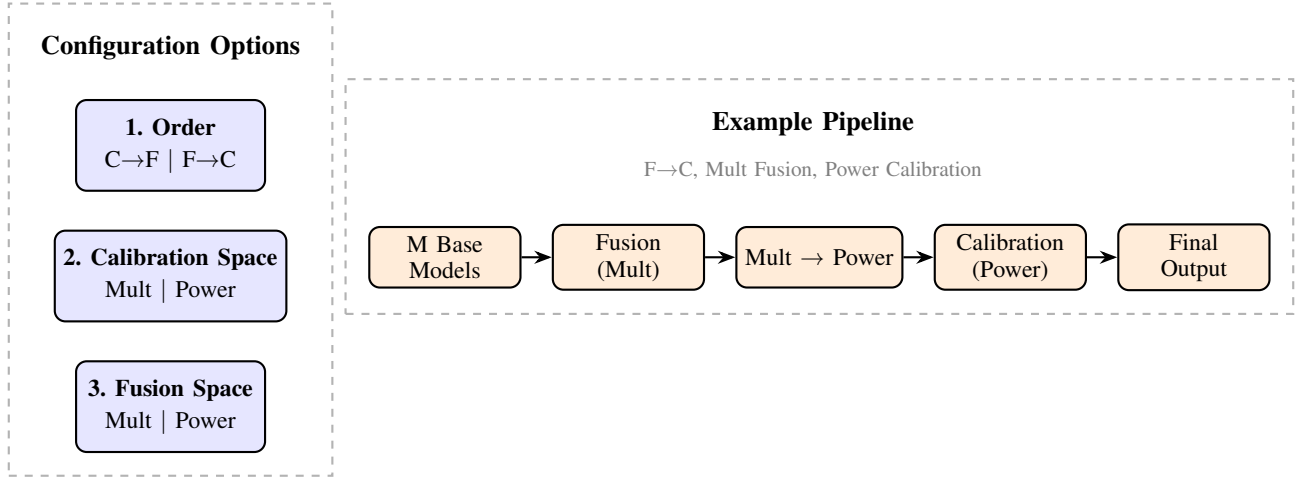 Configuration Options
1. Order
C→F | F→C
2. Calibration Space
Mult | Power
3. Fusion Space
Mult | Power
Example Pipeline
F→C, Mult Fusion, Power Calibration
M Base
Models
Fusion
(Mult)
Mult → Power
Calibration
(Power)
Final
Output